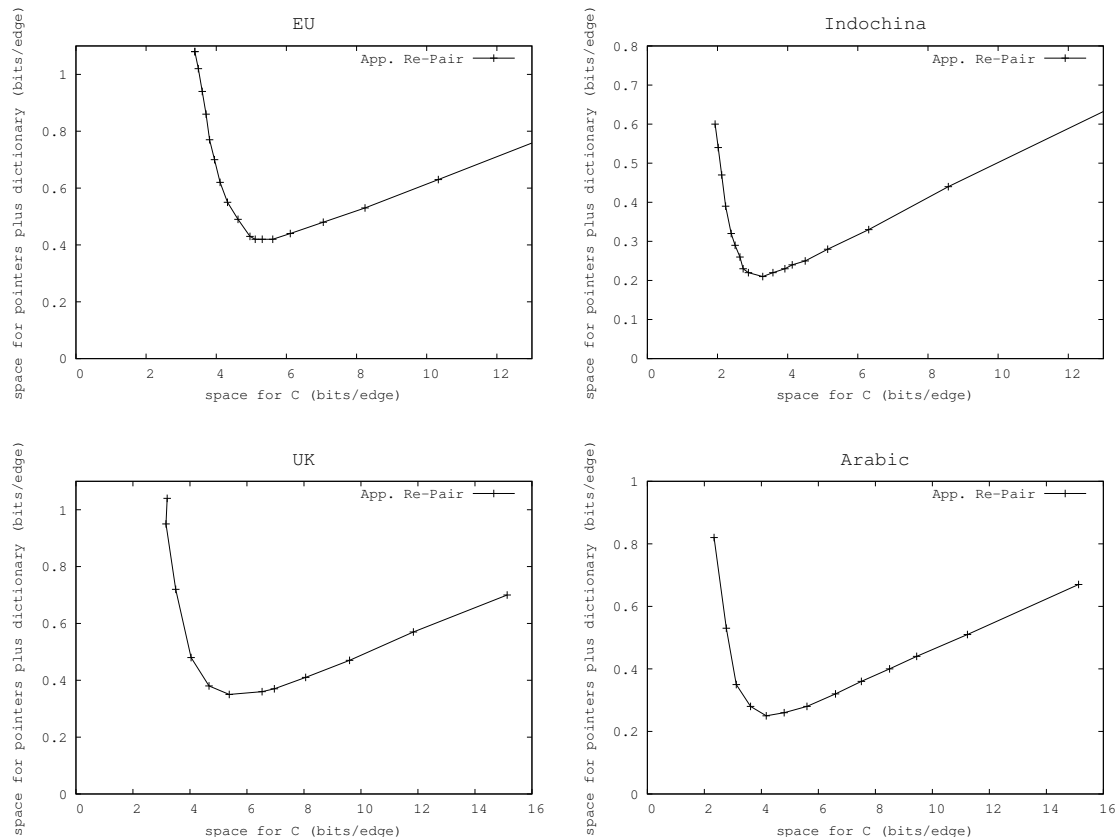 EU
space for pointers plus dictionary (bits/edge)
App. Re-Pair
1
0.8
0.6
0.4
0.2
0
0 2 4 6 8 10 12
space for C (bits/edge)
Indochina
space for pointers plus dictionary (bits/edge)
App. Re-Pair
0.8
0.7
0.6
0.5
0.4
0.3
0.2
0.1
0
0 2 4 6 8 10 12
space for C (bits/edge)
UK
space for pointers plus dictionary (bits/edge)
App. Re-Pair
1
0.8
0.6
0.4
0.2
0
0 2 4 6 8 10 12 14 16
space for C (bits/edge)
Arabic
space for pointers plus dictionary (bits/edge)
App. Re-Pair
1
0.8
0.6
0.4
0.2
0
0 2 4 6 8 10 12 14 16
space for C (bits/edge)